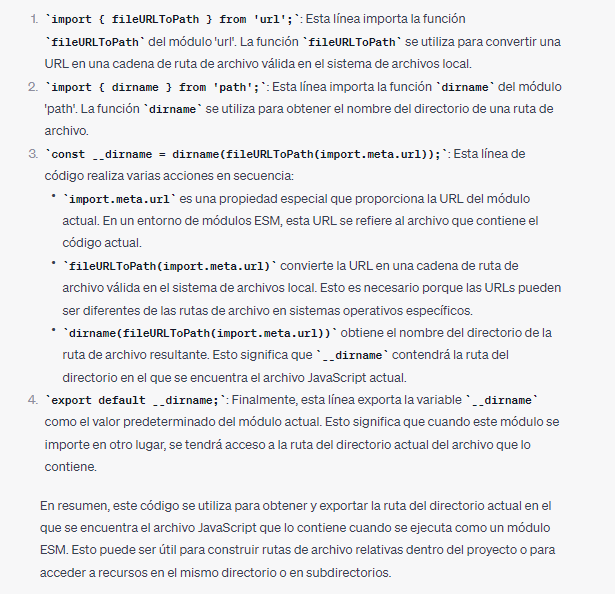 1. `import { fileURLToPath } from 'url';`: Esta línea importa la función
`fileURLToPath` del módulo 'url'. La función `fileURLToPath` se utiliza para convertir una
URL en una cadena de ruta de archivo válida en el sistema de archivos local.
2. `import { dirname } from 'path';`: Esta línea importa la función `dirname` del módulo
'path'. La función `dirname` se utiliza para obtener el nombre del directorio de una ruta de
archivo.
3. `const __dirname = dirname(fileURLToPath(import.meta.url));`: Esta línea de
código realiza varias acciones en secuencia:
• `import.meta.url` es una propiedad especial que proporciona la URL del módulo
actual. En un entorno de módulos ESM, esta URL se refiere al archivo que contiene el
código actual.
• `fileURLToPath(import.meta.url)` convierte la URL en una cadena de ruta de
archivo válida en el sistema de archivos local. Esto es necesario porque las URLs pueden
ser diferentes de las rutas de archivo en sistemas operativos específicos.
• `dirname(fileURLToPath(import.meta.url))` obtiene el nombre del directorio de la
ruta de archivo resultante. Esto significa que `__dirname` contendrá la ruta del
directorio en el que se encuentra el archivo JavaScript actual.
4. `export default __dirname;`: Finalmente, esta línea exporta la variable `__dirname`
como el valor predeterminado del módulo actual. Esto significa que cuando este módulo se
importe en otro lugar, se tendrá acceso a la ruta del directorio actual del archivo que lo
contiene.
En resumen, este código se utiliza para obtener y exportar la ruta del directorio actual en el
que se encuentra el archivo JavaScript que lo contiene cuando se ejecuta como un módulo
ESM. Esto puede ser útil para construir rutas de archivo relativas dentro del proyecto o para
acceder a recursos en el mismo directorio o en subdirectorios.